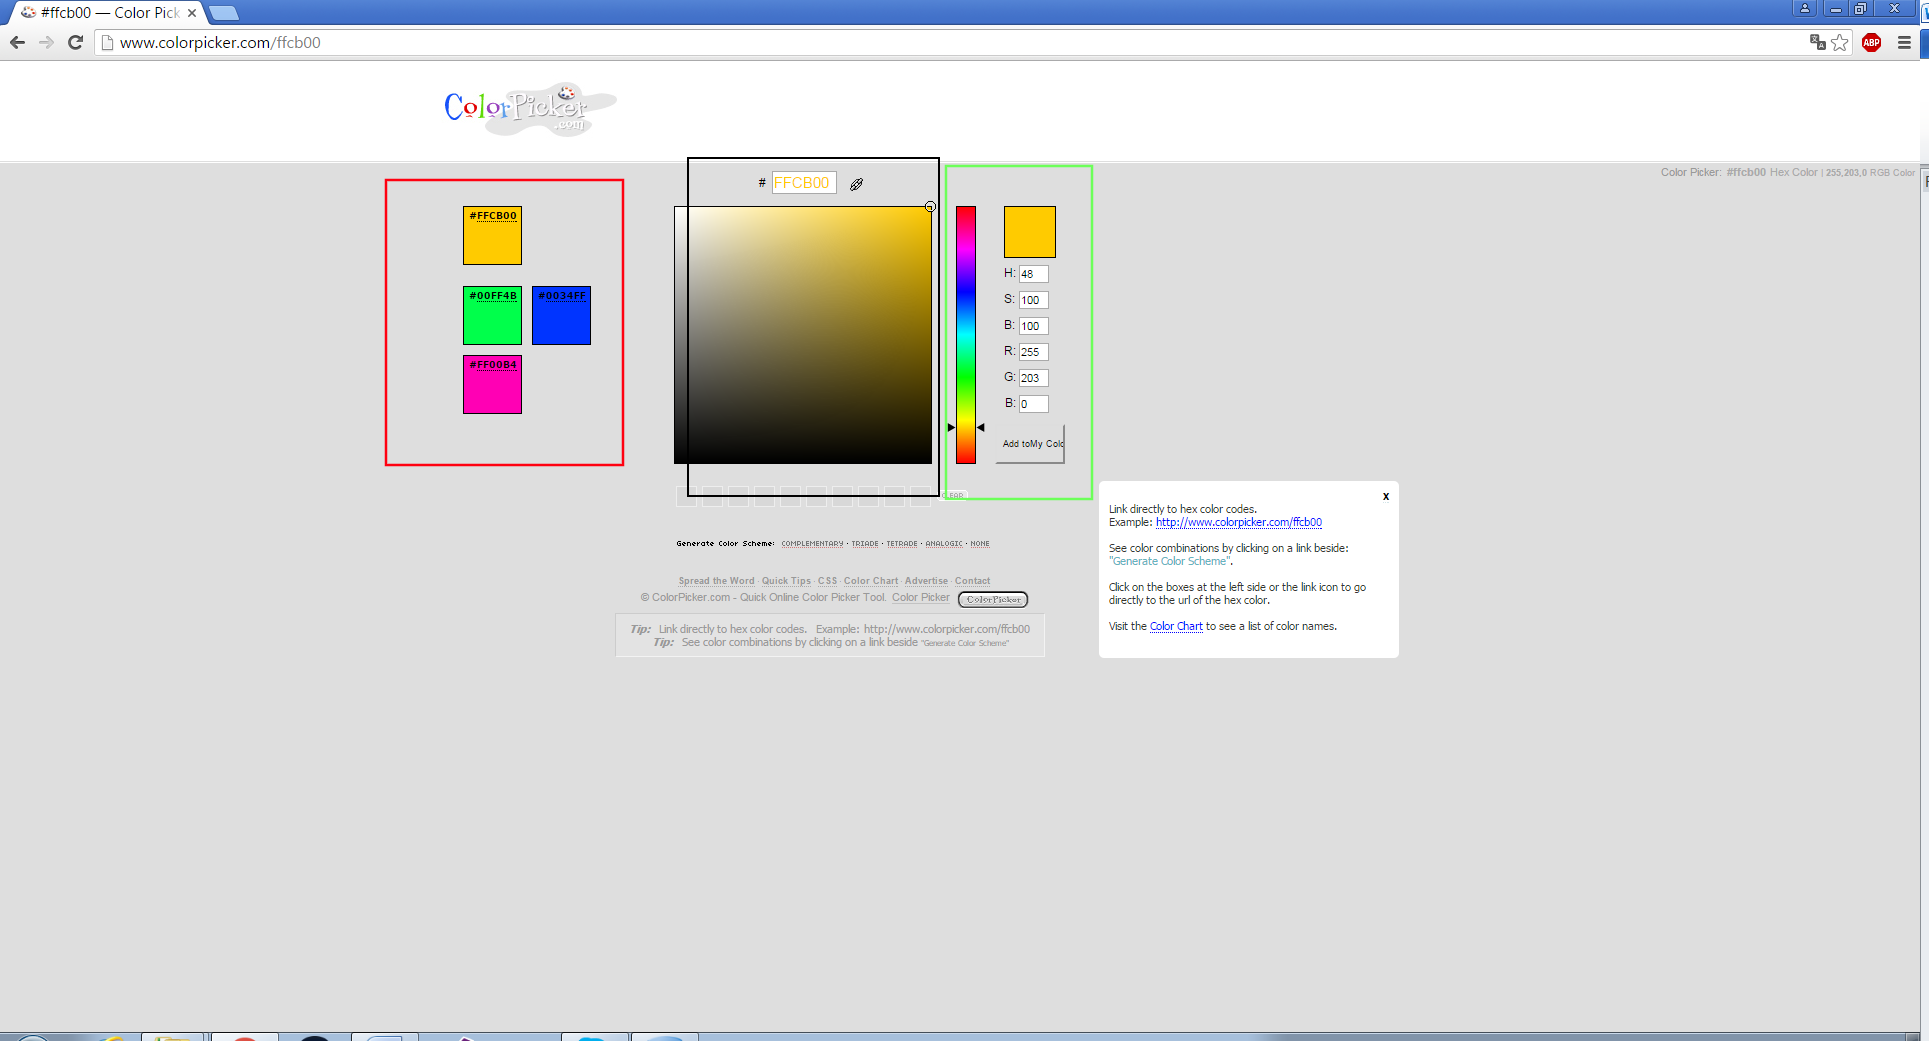 #ffcb00 — Color Pick
www.colorpicker.com/ffcb00
ABP
ColorPicker
.com
Color Picker: #ffcb00 Hex Color | 255,203,0 RGB Color
# FFCB00
#FFCB00
#00FF4B
#0034FF
#FF00B4
H: 48
S: 100
B: 100
R: 255
G: 203
B: 0
Add toMy Colo
CLEAR
Generate Color Scheme: COMPLEMENTARY · TRIADE · TETRADE · ANALOGIC · NONE
Spread the Word · Quick Tips · CSS · Color Chart · Advertise · Contact
© ColorPicker.com - Quick Online Color Picker Tool. Color Picker ColorPicker
Tip: Link directly to hex color codes. Example: http://www.colorpicker.com/ffcb00
Tip: See color combinations by clicking on a link beside "Generate Color Scheme"
x
Link directly to hex color codes.
Example: http://www.colorpicker.com/ffcb00
See color combinations by clicking on a link beside:
"Generate Color Scheme".
Click on the boxes at the left side or the link icon to go
directly to the url of the hex color.
Visit the Color Chart to see a list of color names.